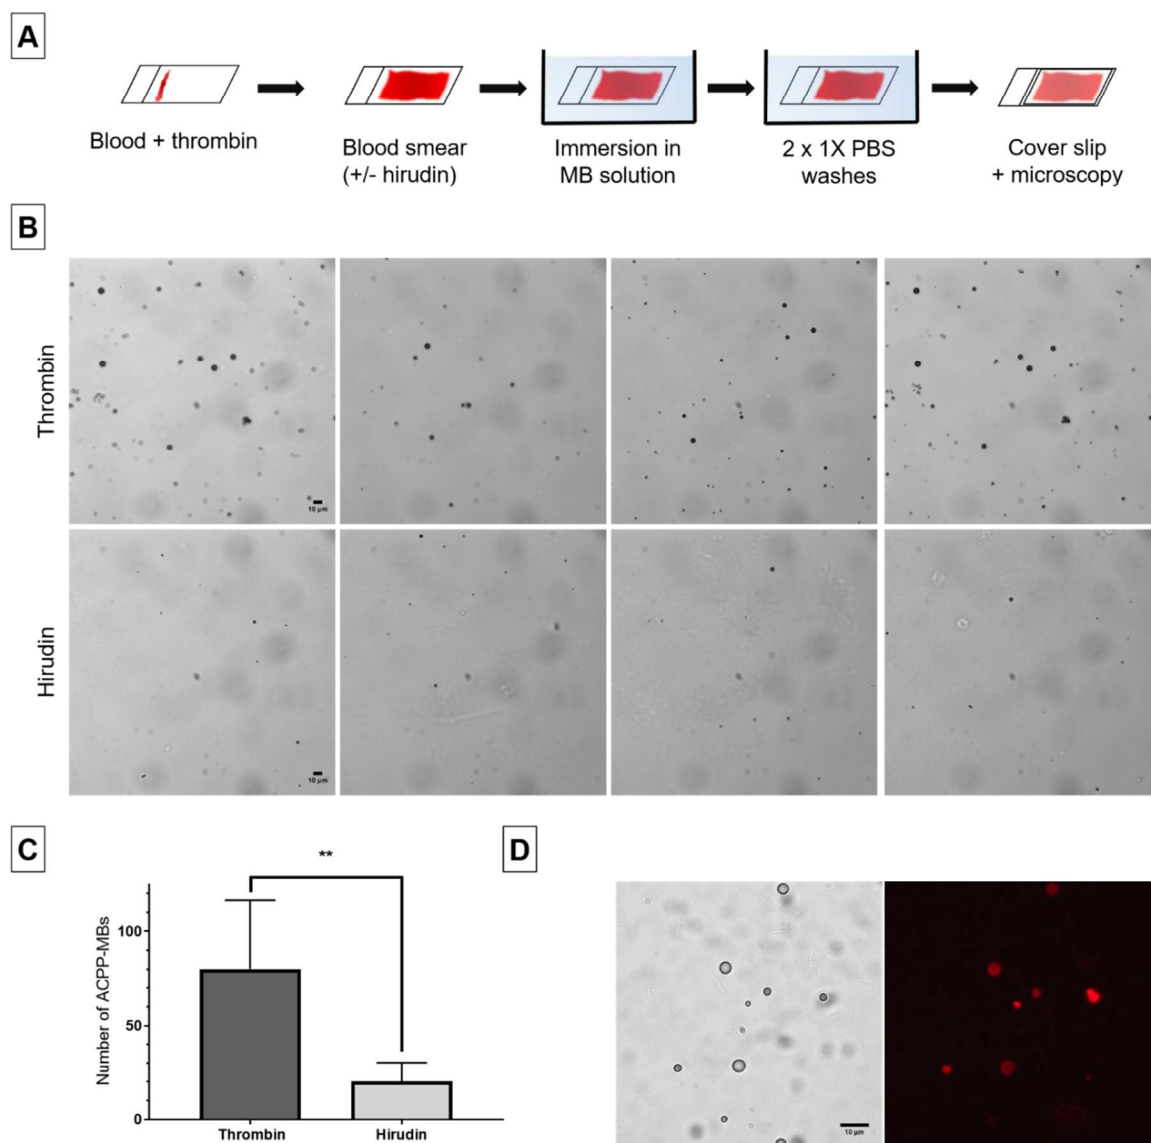 A
Blood + thrombin
Blood smear
(+/- hirudin)
Immersion in
MB solution
2 x 1X PBS
washes
Cover slip
+ microscopy
B
Thrombin
10 µm
Hirudin
10 µm
C
**
Number of ACPP-MBs
100
50
0
Thrombin
Hirudin
D
10 µm